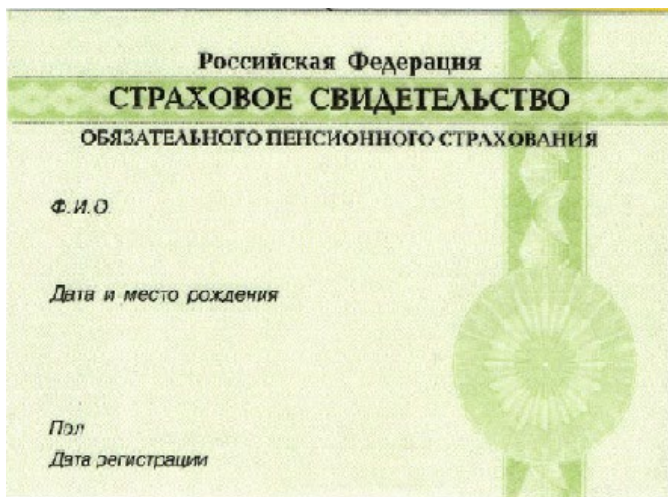 Российская Федерация
СТРАХОВОЕ СВИДЕТЕЛЬСТВО
ОБЯЗАТЕЛЬНОГО ПЕНСИОННОГО СТРАХОВАНИЯ
Ф.И.О.
Дата и место рождения
Пол
Дата регистрации